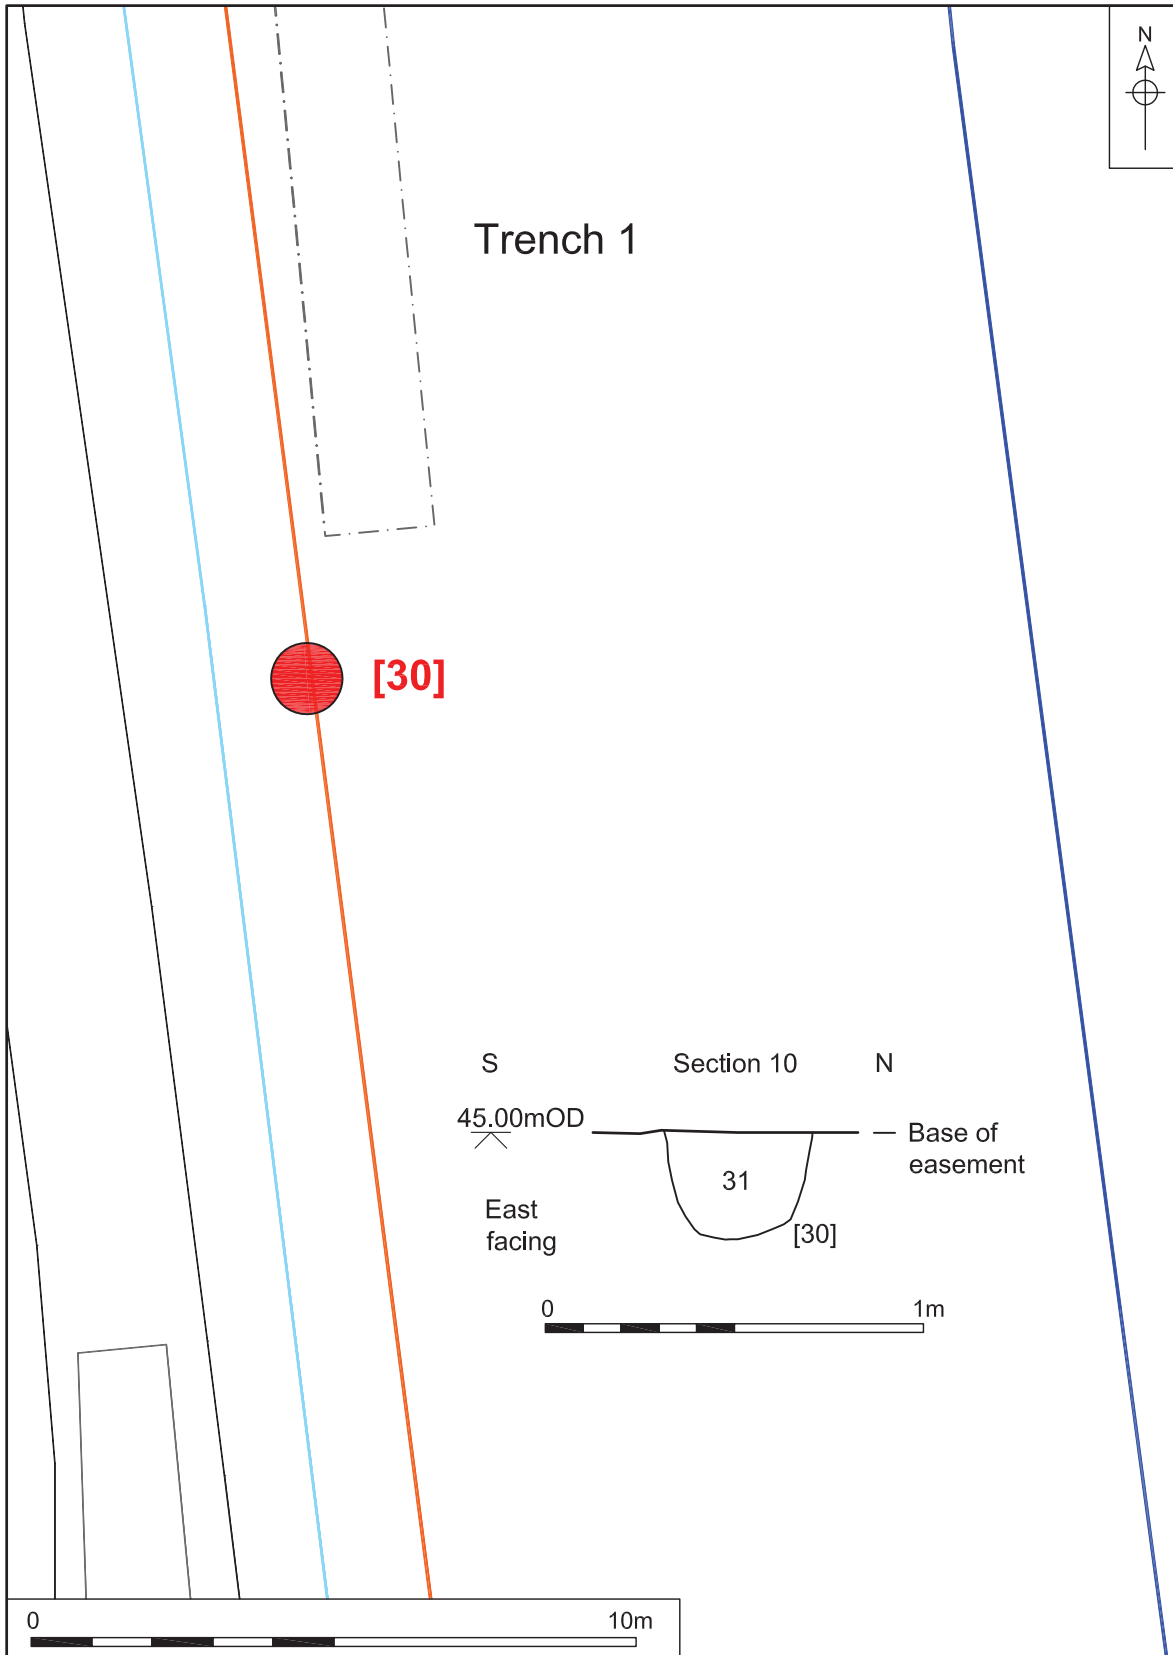 N
Trench 1
[30]
S Section 10 N
45.00mOD
Base of
easement
31
East
facing
[30]
0 1m
0 10m